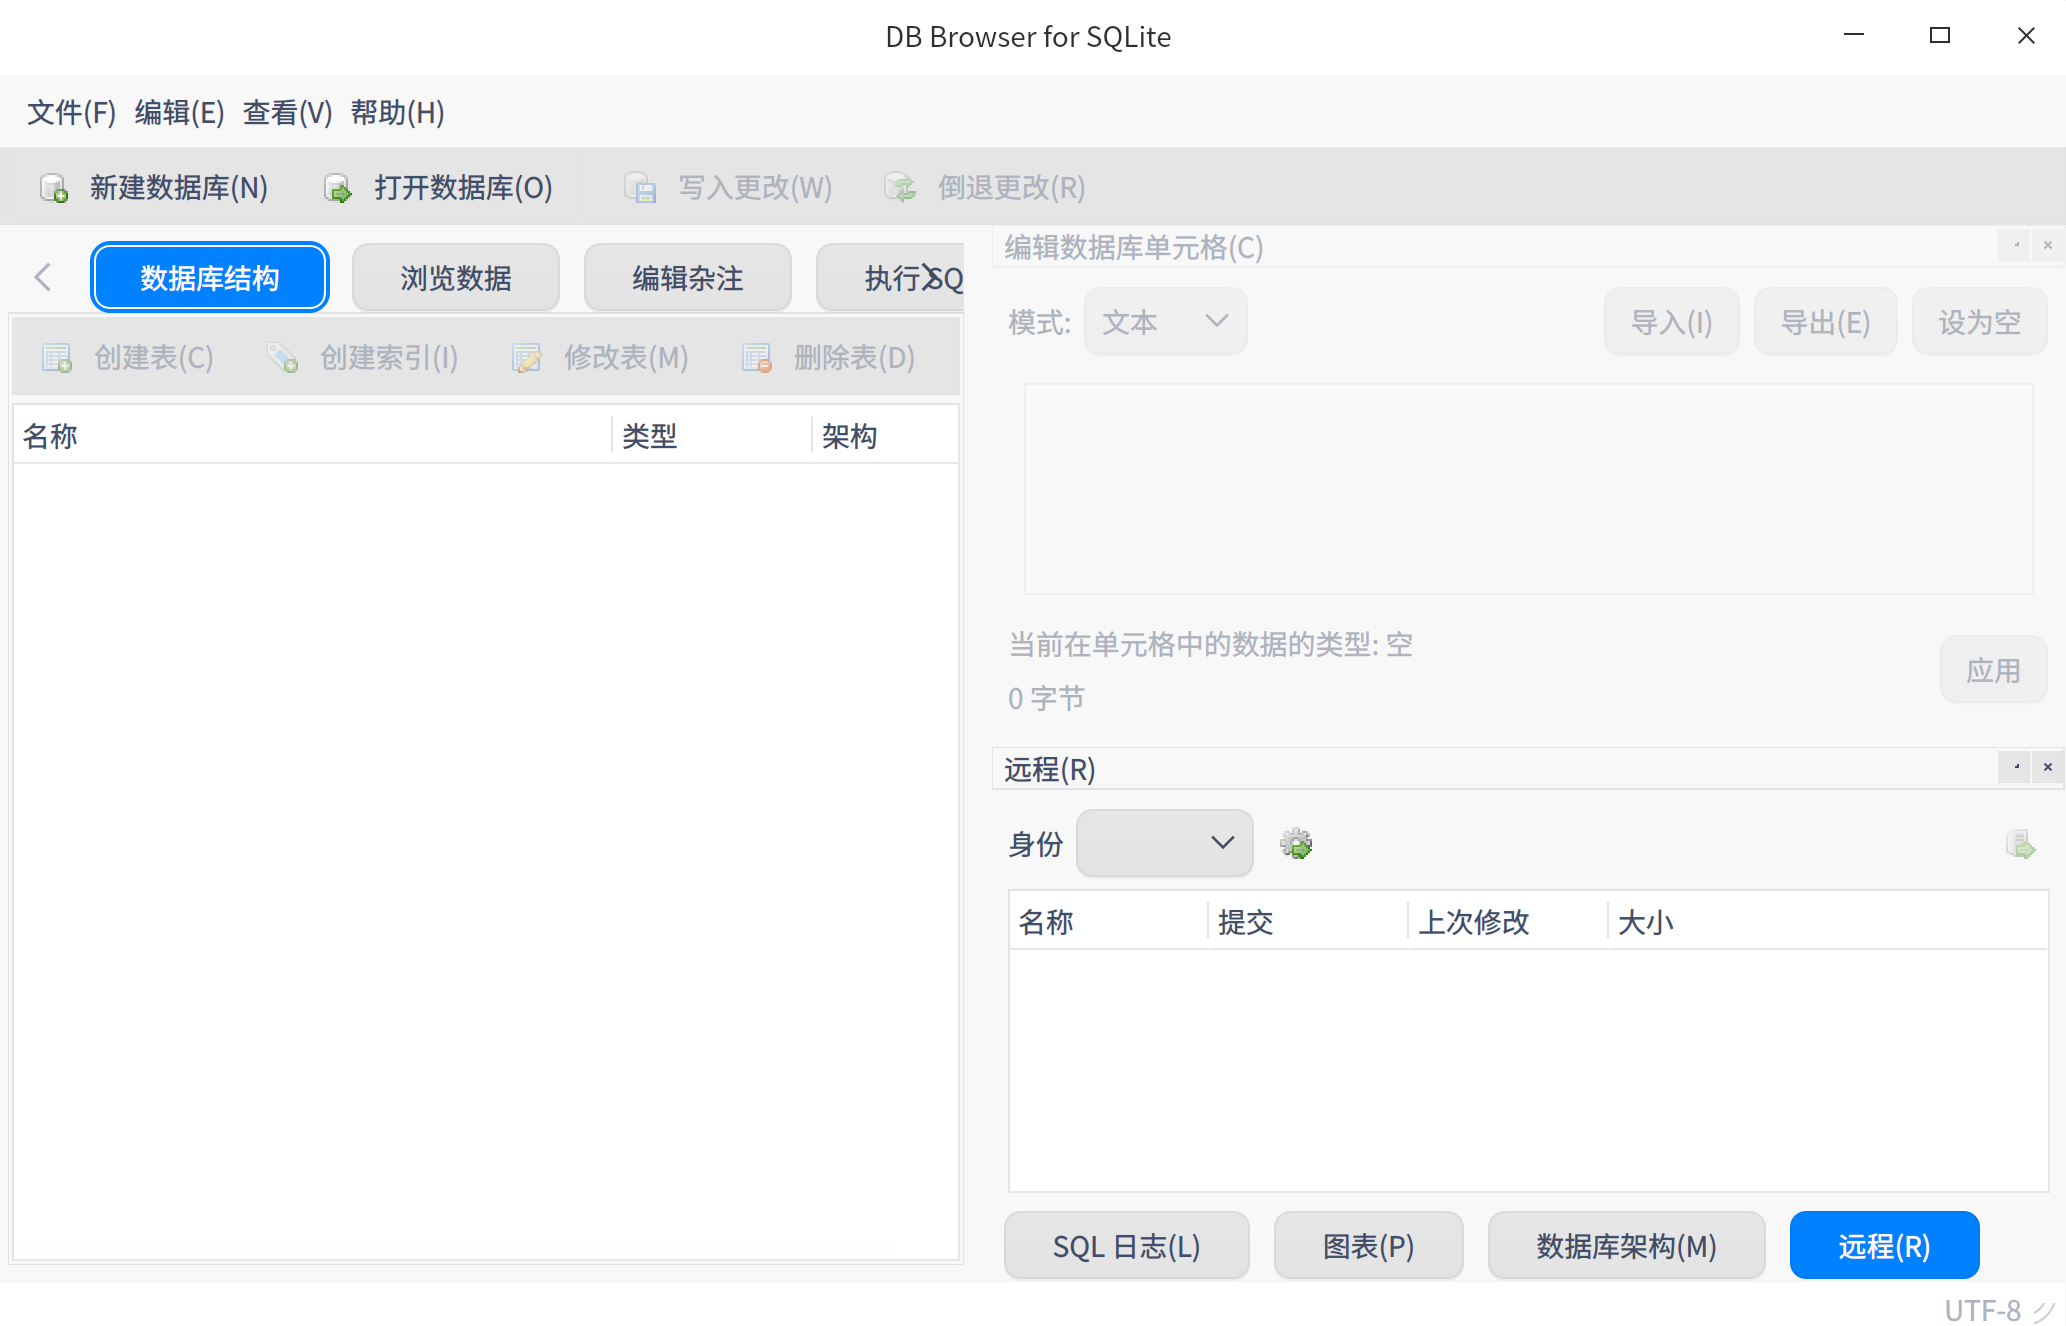 DB Browser for SQLite
文件(F) 编辑(E) 查看(V) 帮助(H)
新建数据库(N) 打开数据库(O) 写入更改(W) 倒退更改(R)
数据库结构 浏览数据 编辑杂注 执行 SQ
创建表(C) 创建索引(I) 修改表(M) 删除表(D)
名称 类型 架构
编辑数据库单元格(C)
模式: 文本 导入(I) 导出(E) 设为空
当前在单元格中的数据的类型: 空
0 字节
应用
远程(R)
身份
名称 提交 上次修改 大小
SQL 日志(L) 图表(P) 数据库架构(M) 远程(R)
UTF-8